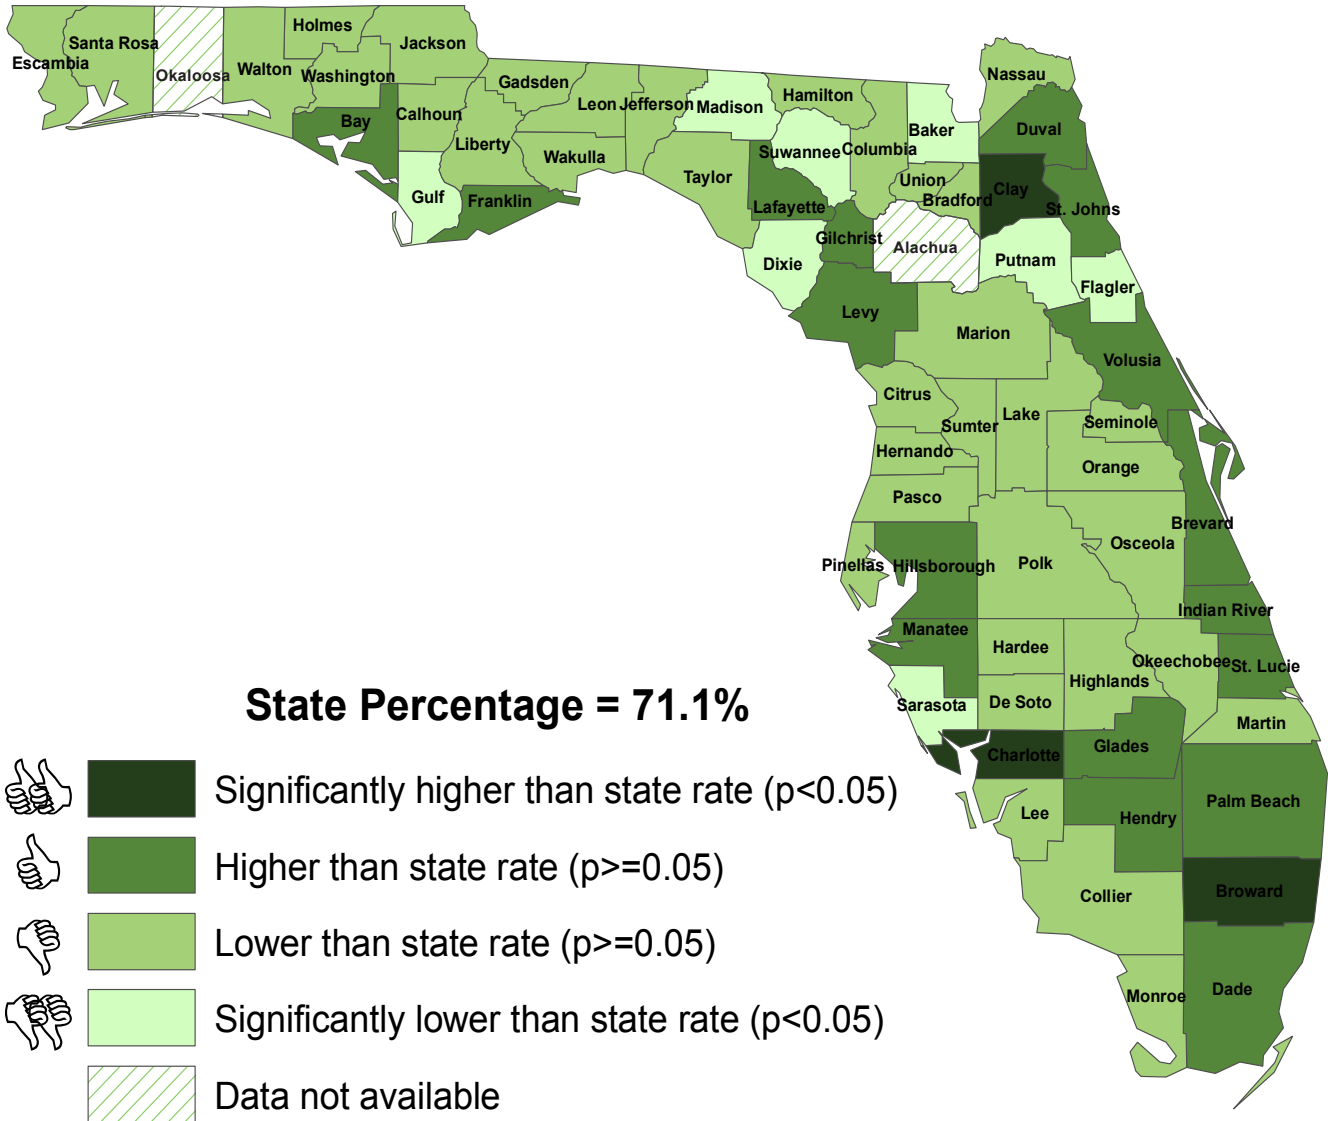 Holmes
Santa Rosa
Jackson
Escambia
Okaloosa
Walton
Washington
Nassau
Gadsden
Hamilton
Leon
Jefferson
Madison
Calhoun
Bay
Baker
Duval
Liberty
Suwannee
Columbia
Wakulla
Taylor
Union
Clay
Gulf
Franklin
Bradford
Lafayette
St. Johns
Gilchrist
Alachua
Dixie
Putnam
Flagler
Levy
Marion
Volusia
Citrus
Lake
Sumter
Seminole
Hernando
Orange
Pasco
Brevard
Osceola
Pinellas
Hillsborough
Polk
Indian River
Manatee
Hardee
Okeechobee
St. Lucie
Highlands
De Soto
Sarasota
Martin
Glades
Charlotte
Palm Beach
Lee
Hendry
Broward
Collier
Dade
Monroe
State Percentage = 71.1%
Significantly higher than state rate (p<0.05)
Higher than state rate (p>=0.05)
Lower than state rate (p>=0.05)
Significantly lower than state rate (p<0.05)
Data not available